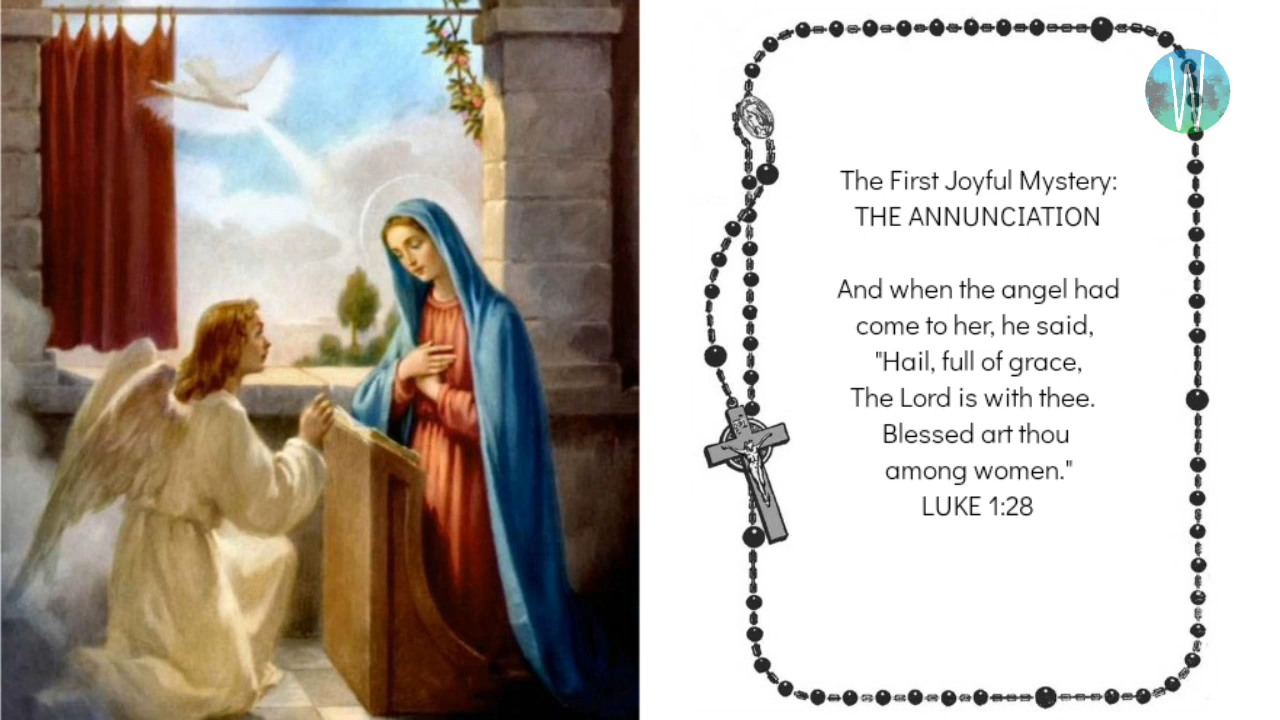 W
The First Joyful Mystery:
THE ANNUNCIATION
And when the angel had
come to her, he said,
"Hail, full of grace,
The Lord is with thee.
Blessed art thou
among women."
LUKE 1:28